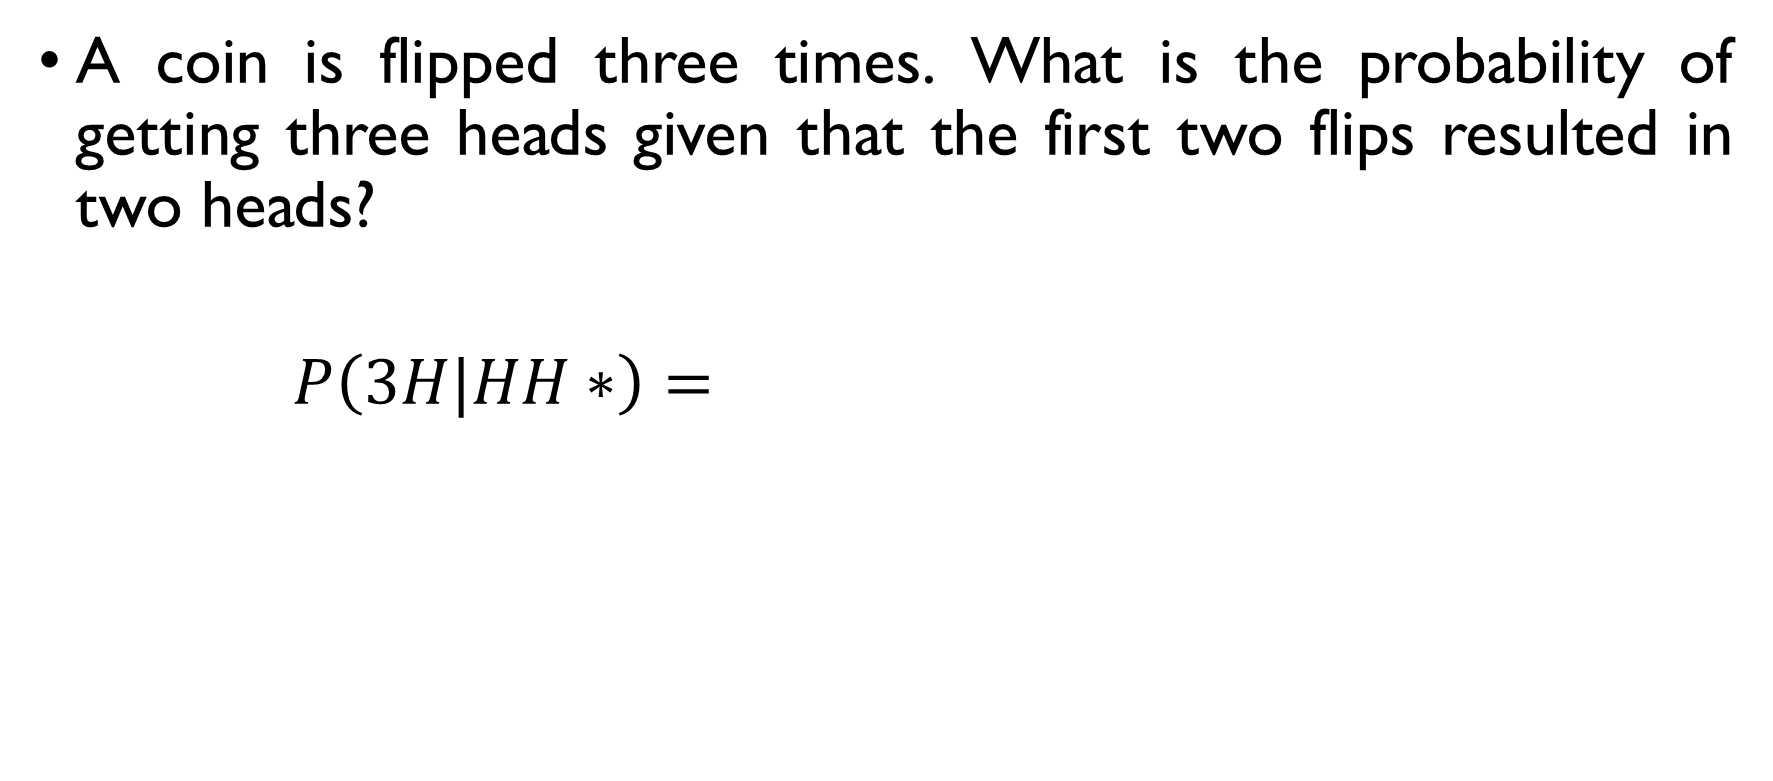 • A coin is flipped three times. What is the probability of
getting three heads given that the first two flips resulted in
two heads?
P(3H|HH *) =